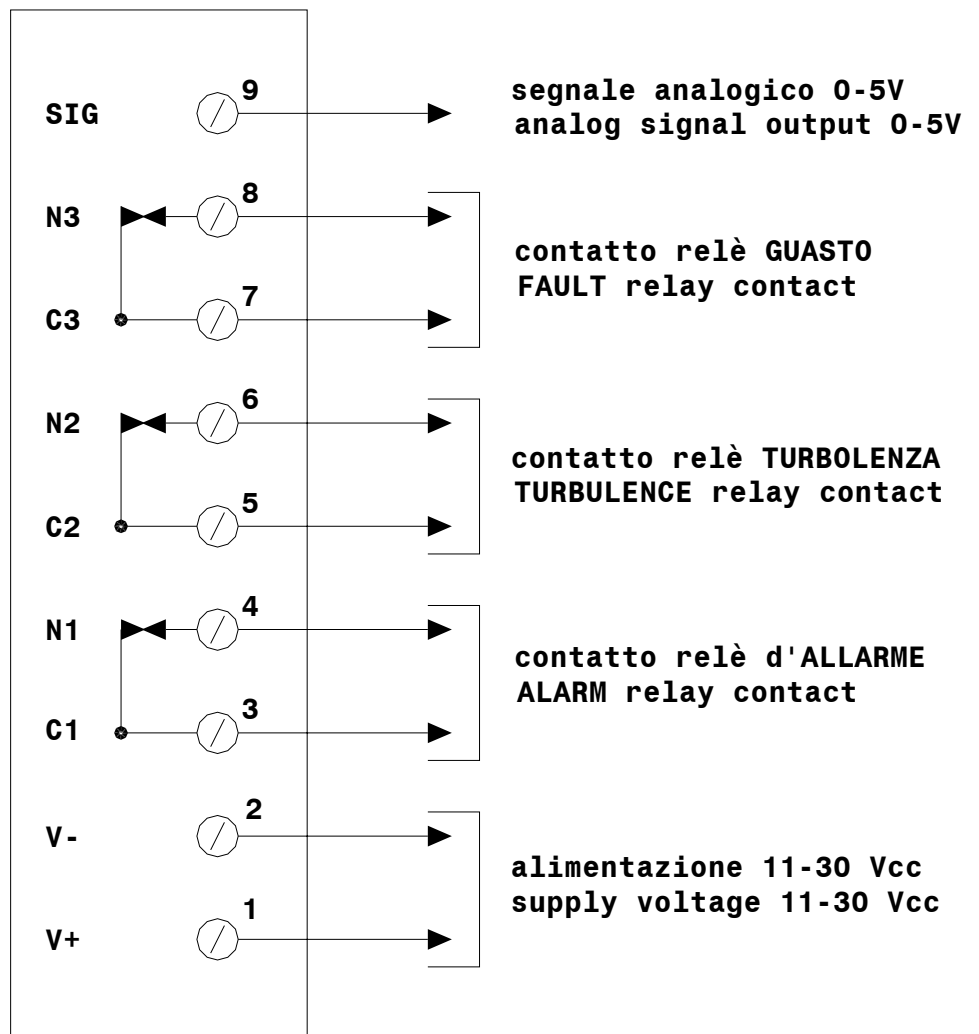 SIG 9 segnale analogico 0-5V
analog signal output 0-5V
N3 8
contatto relè GUASTO
FAULT relay contact
C3 7
N2 6
contatto relè TURBOLENZA
TURBULENCE relay contact
C2 5
N1 4
contatto relè d'ALLARME
ALARM relay contact
C1 3
V- 2
alimentazione 11-30 Vcc
supply voltage 11-30 Vcc
V+ 1